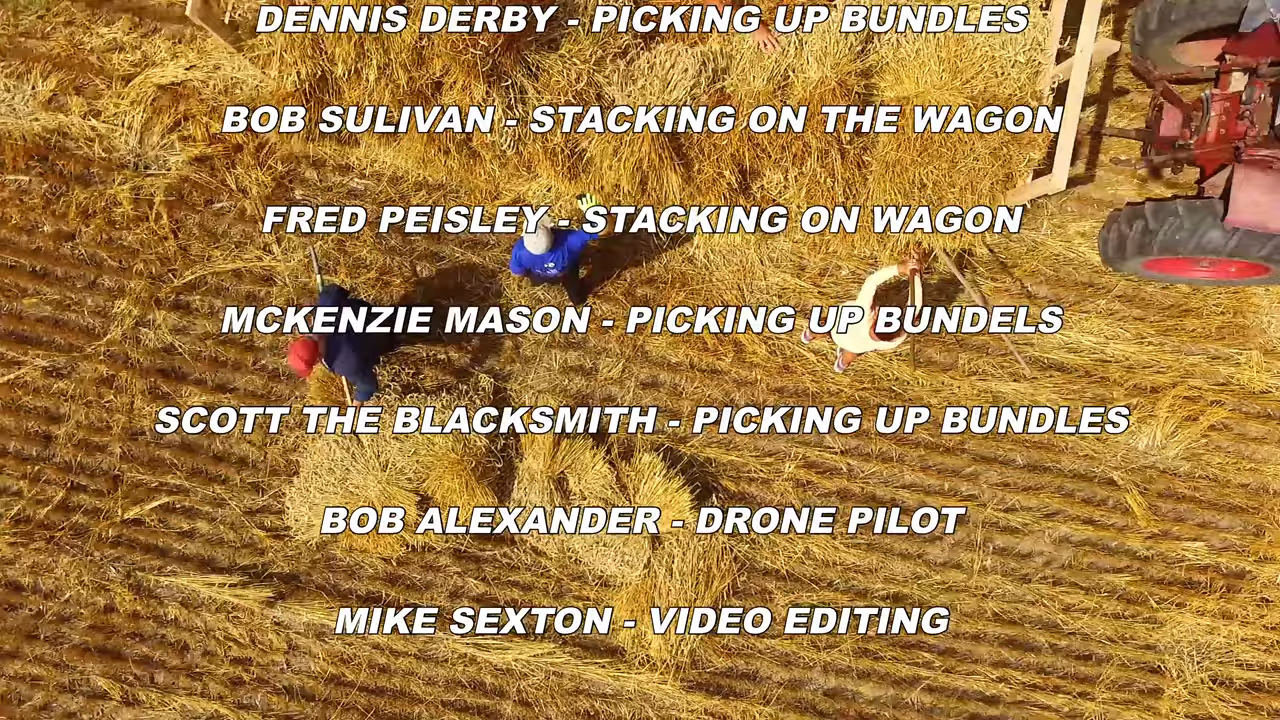 DENNIS DERBY - PICKING UP BUNDLES
BOB SULIVAN - STACKING ON THE WAGON
FRED PEISLEY - STACKING ON WAGON
MCKENZIE MASON - PICKING UP BUNDELS
SCOTT THE BLACKSMITH - PICKING UP BUNDLES
BOB ALEXANDER - DRONE PILOT
MIKE SEXTON - VIDEO EDITING